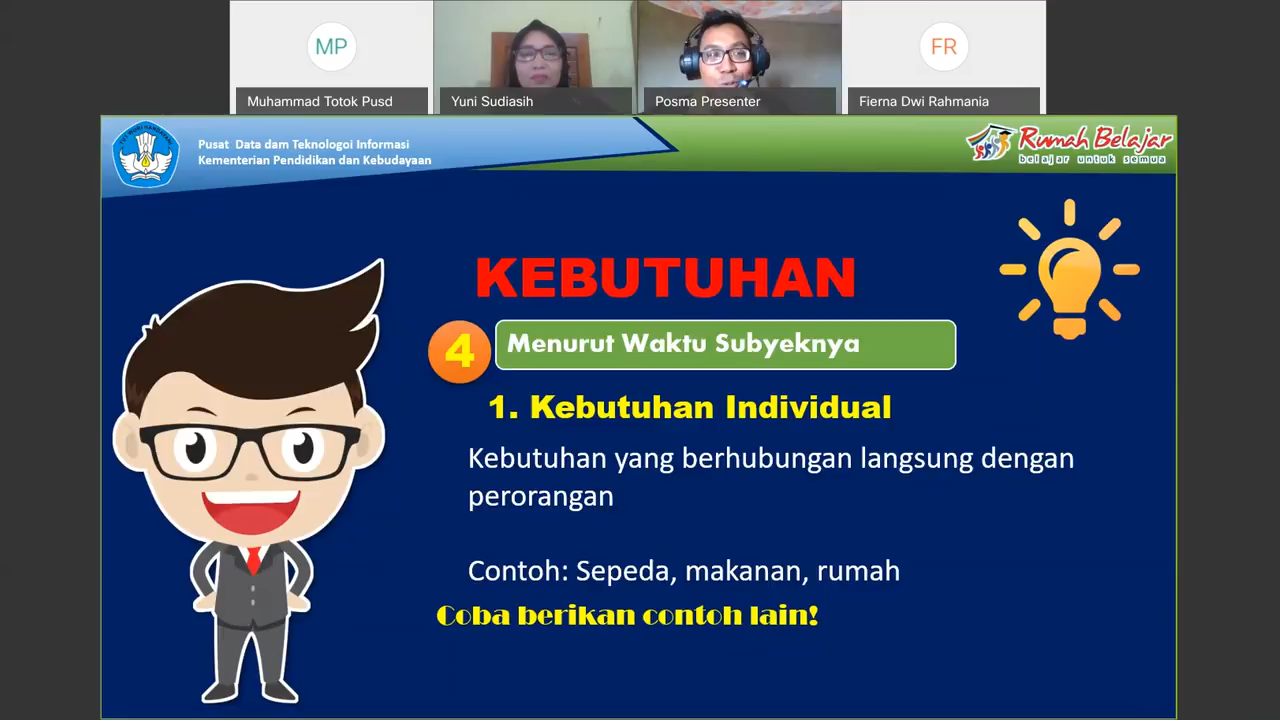 MP
FR
Muhammad Totok Pusd
Yuni Sudiasih
Posma Presenter
Fierna Dwi Rahmania
Pusat Data dam Teknologoi Informasi
Kementerian Pendidikan dan Kebudayaan
Rumah Belajar
belajar untuk semua
KEBUTUHAN
4
Menurut Waktu Subyeknya
1. Kebutuhan Individual
Kebutuhan yang berhubungan langsung dengan
perorangan
Contoh: Sepeda, makanan, rumah
Coba berikan contoh lain!